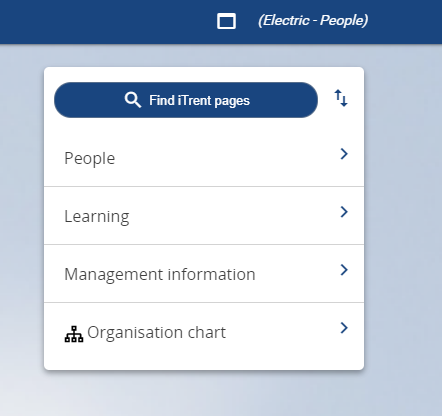 (Electric - People)
Find iTrent pages
People
Learning
Management information
Organisation chart